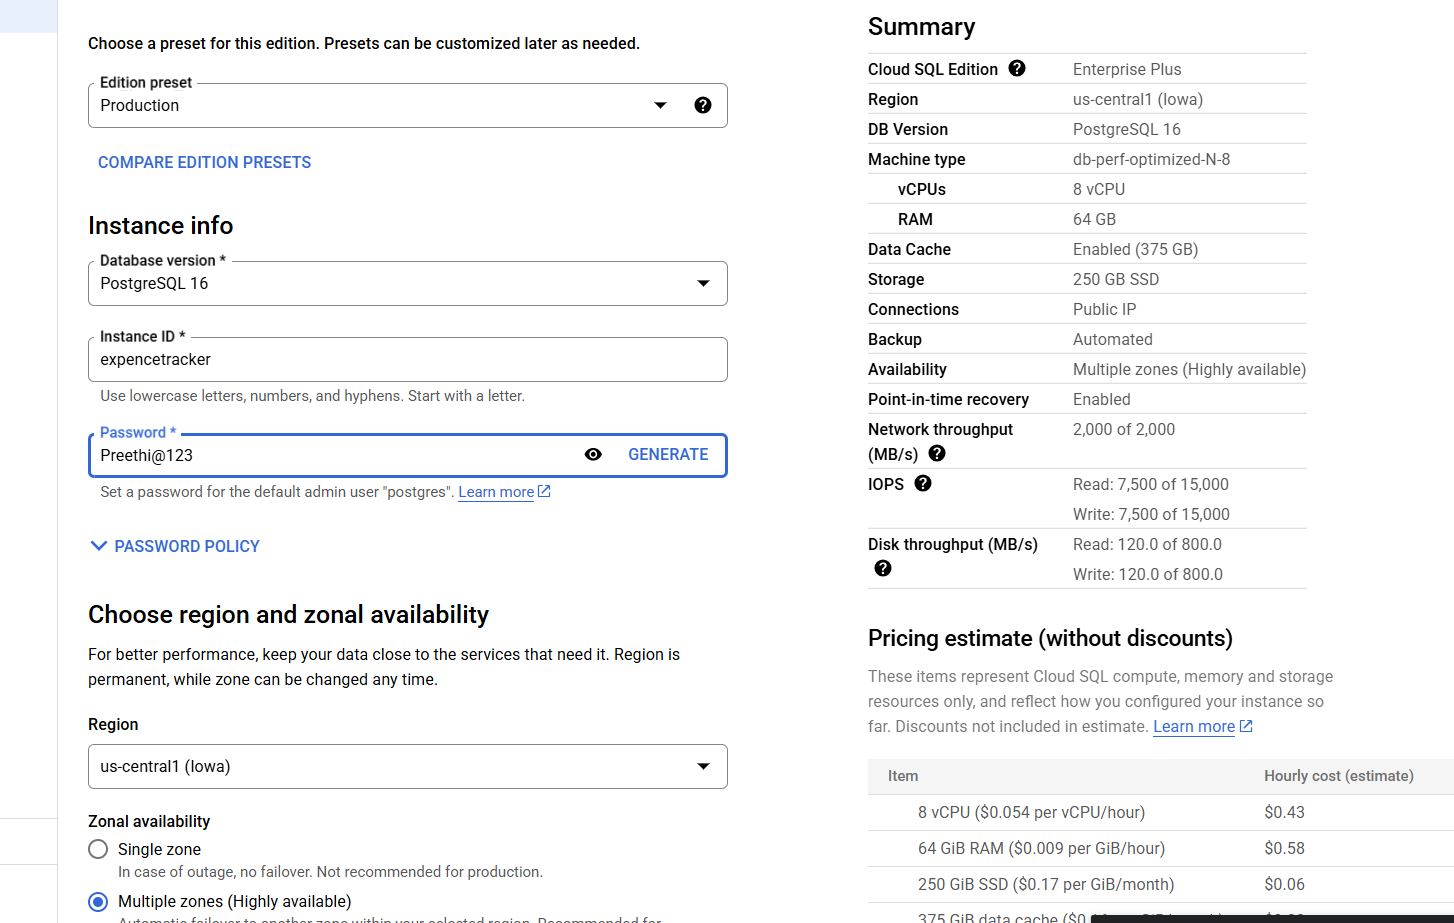 Choose a preset for this edition. Presets can be customized later as needed.
Edition preset
Production
COMPARE EDITION PRESETS
Instance info
Database version *
PostgreSQL 16
Instance ID *
expencetracker
Use lowercase letters, numbers, and hyphens. Start with a letter.
Password *
Preethi@123
GENERATE
Set a password for the default admin user "postgres". Learn more
PASSWORD POLICY
Choose region and zonal availability
For better performance, keep your data close to the services that need it. Region is
permanent, while zone can be changed any time.
Region
us-central1 (Iowa)
Zonal availability
Single zone
In case of outage, no failover. Not recommended for production.
Multiple zones (Highly available)
Automatic failover to another zone within your selected region. Recommended for
Summary
Cloud SQL Edition Enterprise Plus
Region us-central1 (Iowa)
DB Version PostgreSQL 16
Machine type db-perf-optimized-N-8
vCPUs 8 vCPU
RAM 64 GB
Data Cache Enabled (375 GB)
Storage 250 GB SSD
Connections Public IP
Backup Automated
Availability Multiple zones (Highly available)
Point-in-time recovery Enabled
Network throughput 2,000 of 2,000
(MB/s)
IOPS Read: 7,500 of 15,000
Write: 7,500 of 15,000
Disk throughput (MB/s) Read: 120.0 of 800.0
Write: 120.0 of 800.0
Pricing estimate (without discounts)
These items represent Cloud SQL compute, memory and storage
resources only, and reflect how you configured your instance so
far. Discounts not included in estimate. Learn more
Item Hourly cost (estimate)
8 vCPU ($0.054 per vCPU/hour) $0.43
64 GiB RAM ($0.009 per GiB/hour) $0.58
250 GiB SSD ($0.17 per GiB/month) $0.06
375 GiB data cache